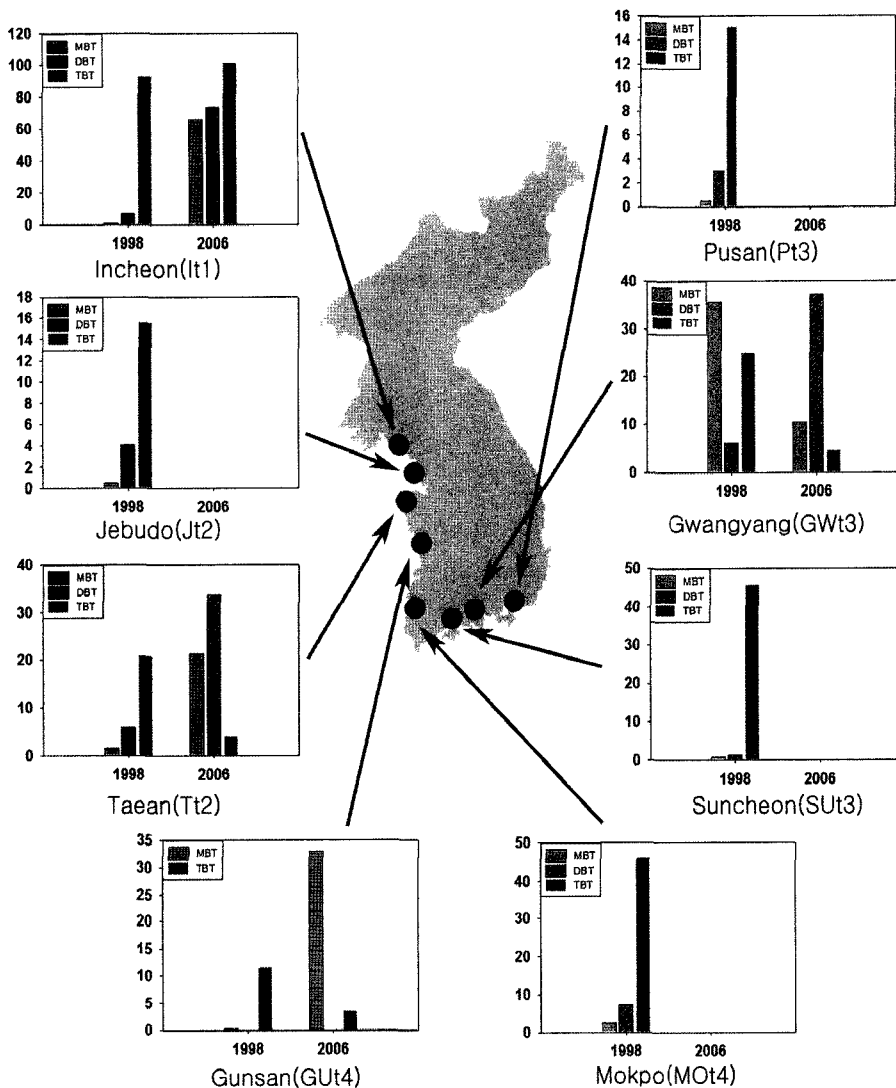 MBT
DBT
TBT
120
100
80
60
40
20
0
1998 2006
Incheon(It1)
MBT
DBT
TBT
16
14
12
10
8
6
4
2
0
1998 2006
Pusan(Pt3)
MBT
DBT
TBT
18
16
14
12
10
8
6
4
2
0
1998 2006
Jebudo(Jt2)
MBT
DBT
TBT
40
30
20
10
0
1998 2006
Gwangyang(GWt3)
MBT
DBT
TBT
40
30
20
10
0
1998 2006
Taean(Tt2)
MBT
DBT
TBT
50
40
30
20
10
0
1998 2006
Suncheon(SUt3)
MBT
TBT
35
30
25
20
15
10
5
0
1998 2006
Gunsan(GUt4)
MBT
DBT
TBT
50
40
30
20
10
0
1998 2006
Mokpo(MOt4)